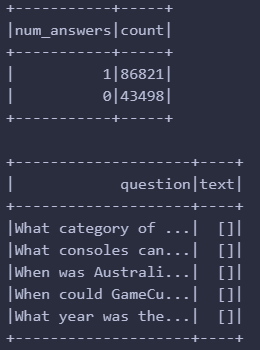 +-----------+-----+
|num_answers|count|
+-----------+-----+
|          1|86821|
|          0|43498|
+-----------+-----+
+--------------------+----+
|            question|text|
+--------------------+----+
|What category of ...|  []|
|What consoles can...|  []|
|When was Australi...|  []|
|When could GameCu...|  []|
|What year was the...|  []|
+--------------------+----+